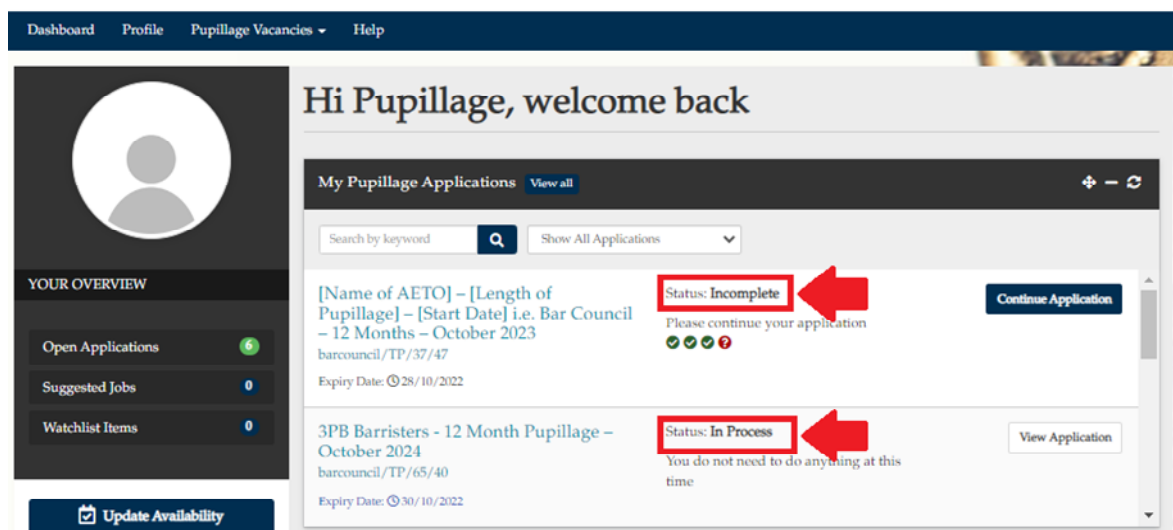 Dashboard Profile Pupillage Vacancies Help
Hi Pupillage, welcome back
My Pupillage Applications View all
Search by keyword Show All Applications
YOUR OVERVIEW
Open Applications 6
Suggested Jobs 0
Watchlist Items 0
Update Availability
[Name of AETO] – [Length of
Pupillage] – [Start Date] i.e. Bar Council
– 12 Months – October 2023
barcouncil/TP/37/47
Expiry Date: 28/10/2022
Status: Incomplete
Please continue your application
Continue Application
3PB Barristers - 12 Month Pupillage –
October 2024
barcouncil/TP/65/40
Expiry Date: 30/10/2022
Status: In Process
You do not need to do anything at this
time
View Application